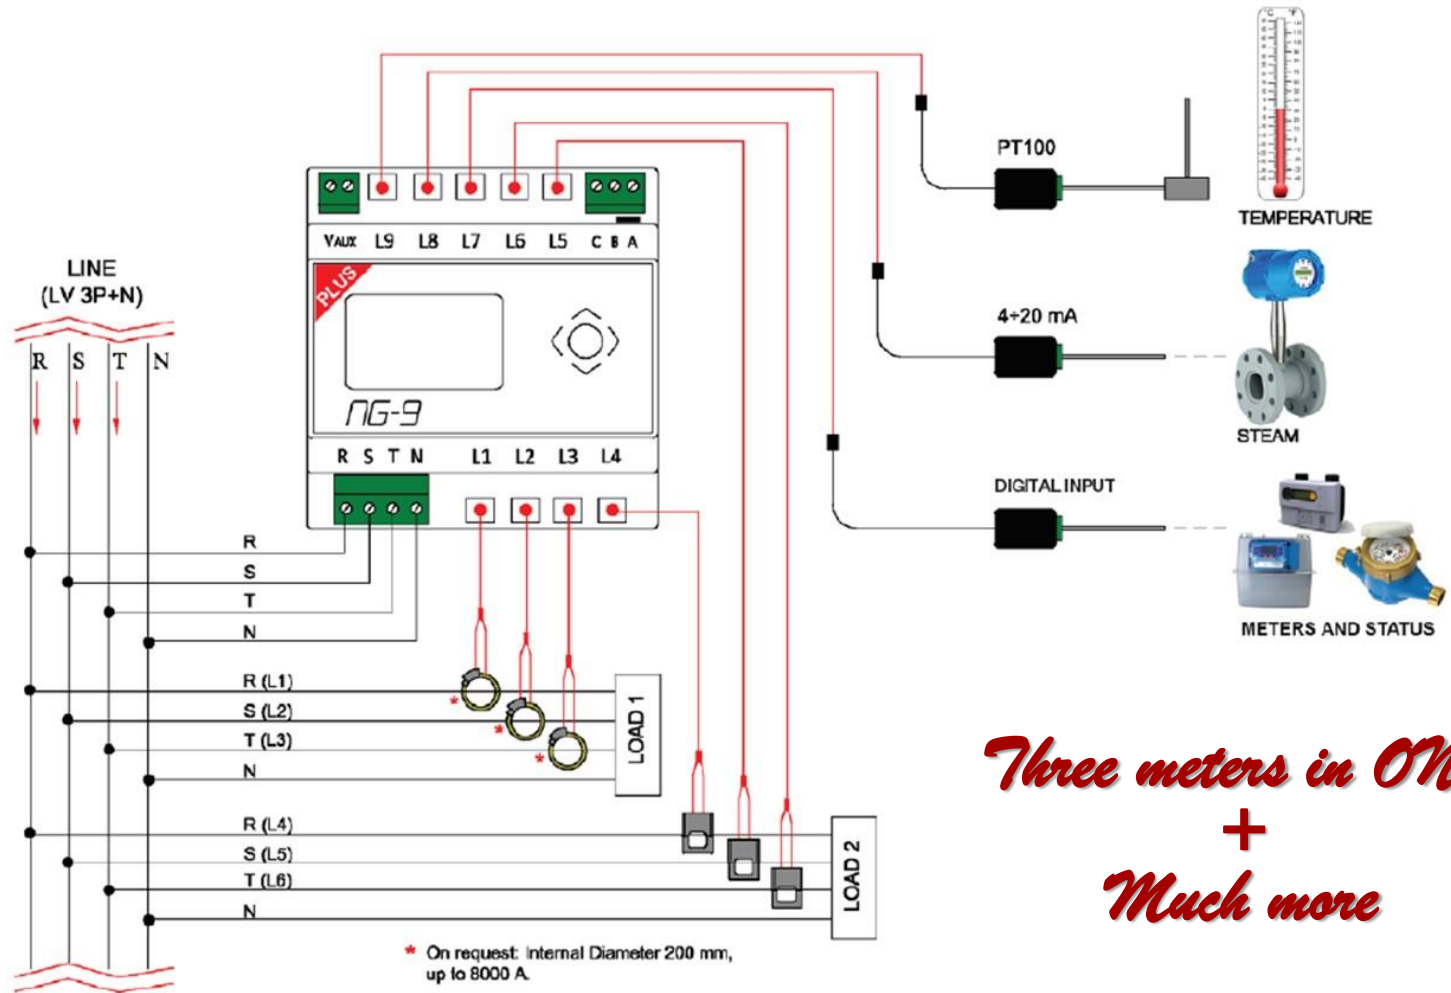 °C °F
TEMPERATURE
PT100
4÷20 mA
STEAM
DIGITAL INPUT
METERS AND STATUS
VAUX L9 L8 L7 L6 L5 C B A
PLUS
NG-9
R S T N L1 L2 L3 L4
LINE
(LV 3P+N)
R S T N
R
S
T
N
R (L1)
S (L2)
T (L3)
N
LOAD 1
R (L4)
S (L5)
T (L6)
N
LOAD 2
* * *
* On request: Internal Diameter 200 mm,
up to 8000 A.
Three meters in ON
+
Much more